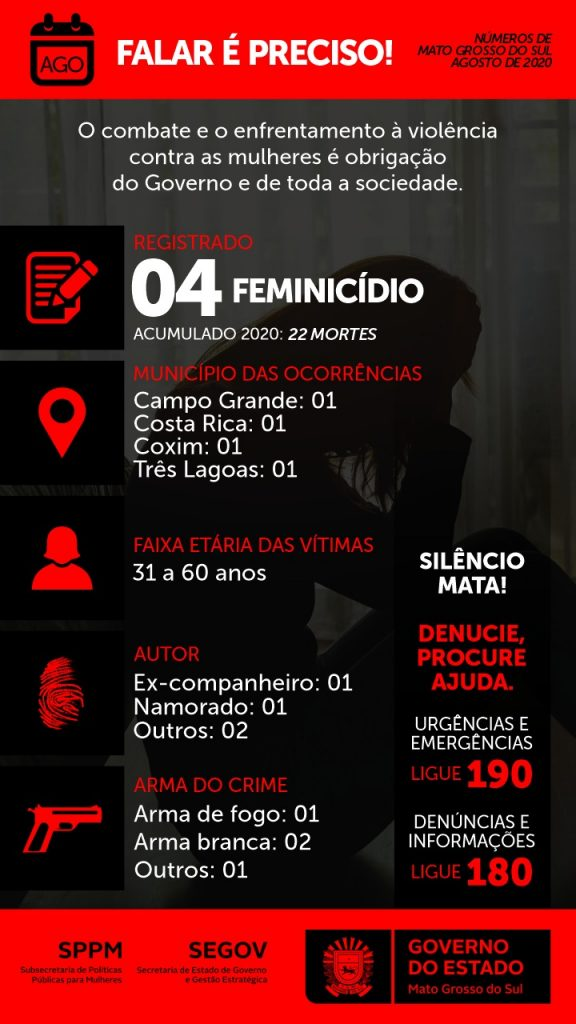 AGO
FALAR É PRECISO!
NÚMEROS DE
MATO GROSSO DO SUL
AGOSTO DE 2020
O combate e o enfrentamento à violência
contra as mulheres é obrigação
do Governo e de toda a sociedade.
REGISTRADO
04 FEMINICÍDIO
ACUMULADO 2020: 22 MORTES
MUNICÍPIO DAS OCORRÊNCIAS
Campo Grande: 01
Costa Rica: 01
Coxim: 01
Três Lagoas: 01
FAIXA ETÁRIA DAS VÍTIMAS
31 a 60 anos
AUTOR
Ex-companheiro: 01
Namorado: 01
Outros: 02
ARMA DO CRIME
Arma de fogo: 01
Arma branca: 02
Outros: 01
SILÊNCIO
MATA!
DENUCIE,
PROCURE
AJUDA.
URGÊNCIAS E
EMERGÊNCIAS
LIGUE 190
DENÚNCIAS E
INFORMAÇÕES
LIGUE 180
SPPM
Subsecretaria de Políticas
Públicas para Mulheres
SEGOV
Secretaria de Estado de Governo
e Gestão Estratégica
GOVERNO
DO ESTADO
Mato Grosso do Sul